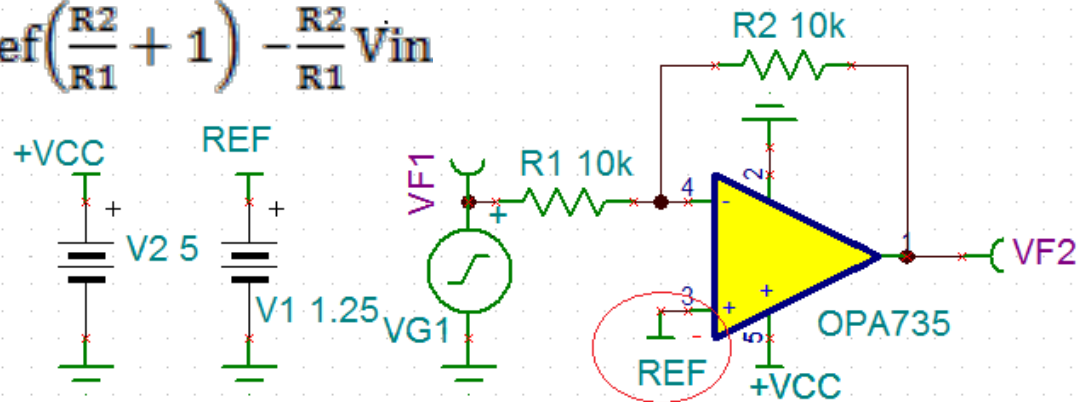 ef(R2/R1 + 1) - R2/R1 Vin
R2 10k
+VCC
REF
VF1
R1 10k
+
+
+
V2 5
V1 1.25
VG1
4
-
2
3
+
+
-
5
1
VF2
OPA735
REF
+VCC